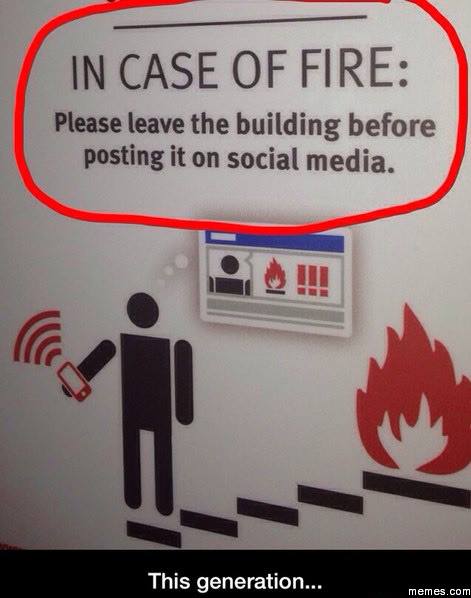 IN CASE OF FIRE:
Please leave the building before
posting it on social media.
!!!
This generation...
memes.com